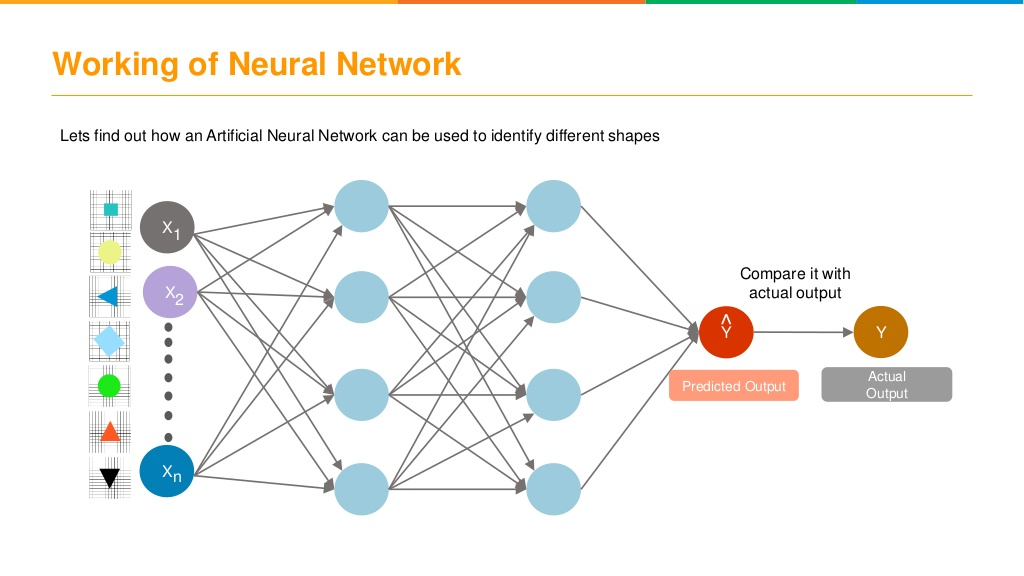 Working of Neural Network
Lets find out how an Artificial Neural Network can be used to identify different shapes
X1
X2
Xn
Compare it with
actual output
Ŷ
Y
Predicted Output
Actual
Output